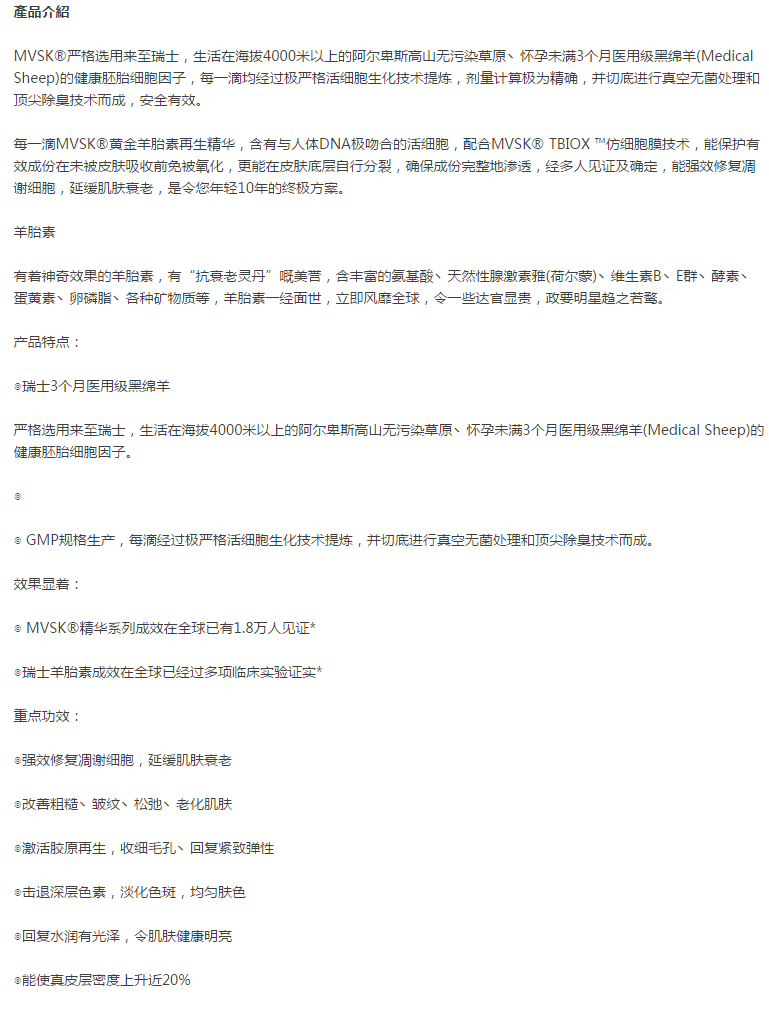 產品介紹
MVSK®严格选用来至瑞士，生活在海拔4000米以上的阿尔卑斯高山无污染草原、怀孕未满3个月医用级黑绵羊(Medical
Sheep)的健康胚胎细胞因子，每一滴均经过极严格活细胞生化技术提炼，剂量计算极为精确，并切底进行真空无菌处理和
顶尖除臭技术而成，安全有效。
每一滴MVSK®黄金羊胎素再生精华，含有与人体DNA极吻合的活细胞，配合MVSK® TBIOX ™仿细胞膜技术，能保护有
效成份在未被皮肤吸收前免被氧化，更能在皮肤底层自行分裂，确保成份完整地渗透，经多人见证及确定，能强效修复凋
谢细胞，延缓肌肤衰老，是令您年轻10年的终极方案。
羊胎素
有着神奇效果的羊胎素，有“抗衰老灵丹”嘅美誉，含丰富的氨基酸、天然性腺激素雅(荷尔蒙)、维生素B、E群、酵素、
蛋黄素、卵磷脂、各种矿物质等，羊胎素一经面世，立即风靡全球，令一些达官显贵，政要明星趋之若鹜。
产品特点：
⊙瑞士3个月医用级黑绵羊
严格选用来至瑞士，生活在海拔4000米以上的阿尔卑斯高山无污染草原、怀孕未满3个月医用级黑绵羊(Medical Sheep)的
健康胚胎细胞因子。
⊙
⊙ GMP规格生产，每滴经过极严格活细胞生化技术提炼，并切底进行真空无菌处理和顶尖除臭技术而成。
效果显着：
⊙ MVSK®精华系列成效在全球已有1.8万人见证*
⊙瑞士羊胎素成效在全球已经过多项临床实验证实*
重点功效：
⊙强效修复凋谢细胞，延缓肌肤衰老
⊙改善粗糙、皱纹、松弛、老化肌肤
⊙激活胶原再生，收细毛孔、回复紧致弹性
⊙击退深层色素，淡化色斑，均匀肤色
⊙回复水润有光泽，令肌肤健康明亮
⊙能使真皮层密度上升近20%